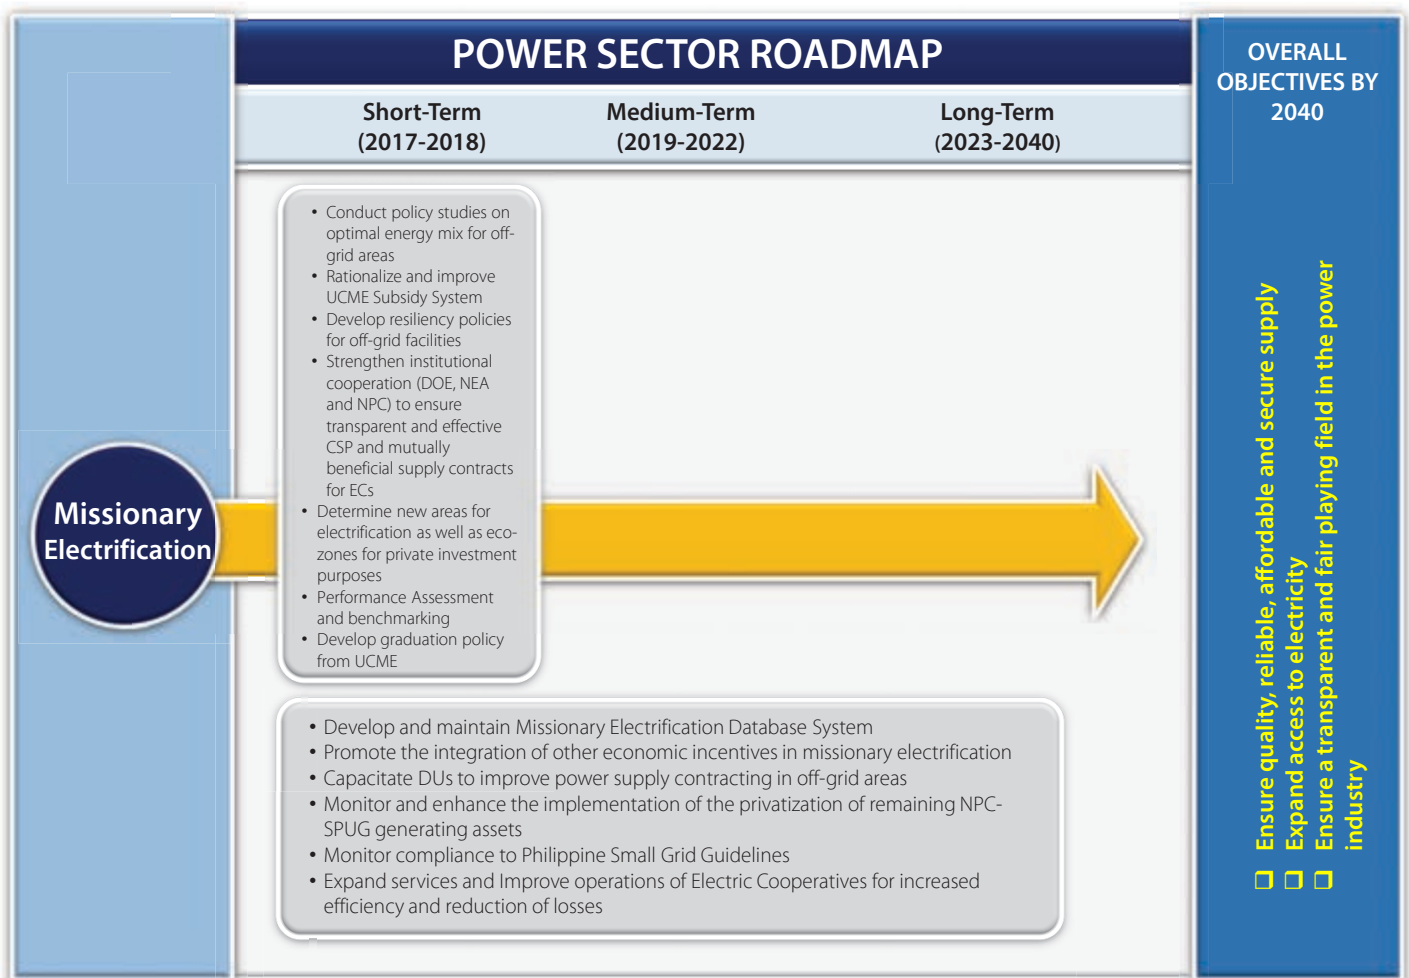 POWER SECTOR ROADMAP
Short-Term
(2017-2018)
Medium-Term
(2019-2022)
Long-Term
(2023-2040)
OVERALL
OBJECTIVES BY
2040
Missionary
Electrification
• Conduct policy studies on
optimal energy mix for off-
grid areas
• Rationalize and improve
UCME Subsidy System
• Develop resiliency policies
for off-grid facilities
• Strengthen institutional
cooperation (DOE, NEA
and NPC) to ensure
transparent and effective
CSP and mutually
beneficial supply contracts
for ECs
• Determine new areas for
electrification as well as eco-
zones for private investment
purposes
• Performance Assessment
and benchmarking
• Develop graduation policy
from UCME
• Develop and maintain Missionary Electrification Database System
• Promote the integration of other economic incentives in missionary electrification
• Capacitate DUs to improve power supply contracting in off-grid areas
• Monitor and enhance the implementation of the privatization of remaining NPC-
SPUG generating assets
• Monitor compliance to Philippine Small Grid Guidelines
• Expand services and Improve operations of Electric Cooperatives for increased
efficiency and reduction of losses
❒ Ensure quality, reliable, affordable and secure supply
❒ Expand access to electricity
❒ Ensure a transparent and fair playing field in the power
industry